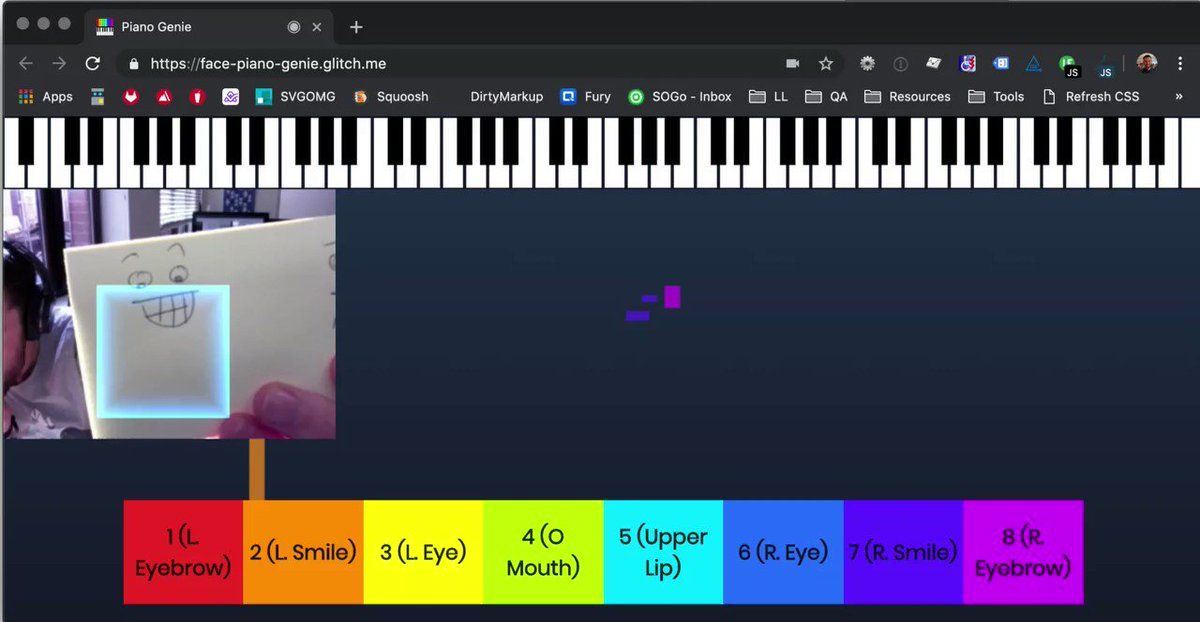 Piano Genie
https://face-piano-genie.glitch.me
JS
JS
Apps
SVGOMG
Squoosh
DirtyMarkup
Fury
SOGo - Inbox
LL
QA
Resources
Tools
Refresh CSS
»
1 (L.
Eyebrow)
2 (L. Smile)
3 (L. Eye)
4 (O
Mouth)
5 (Upper
Lip)
6 (R. Eye)
7 (R. Smile)
8 (R.
Eyebrow)